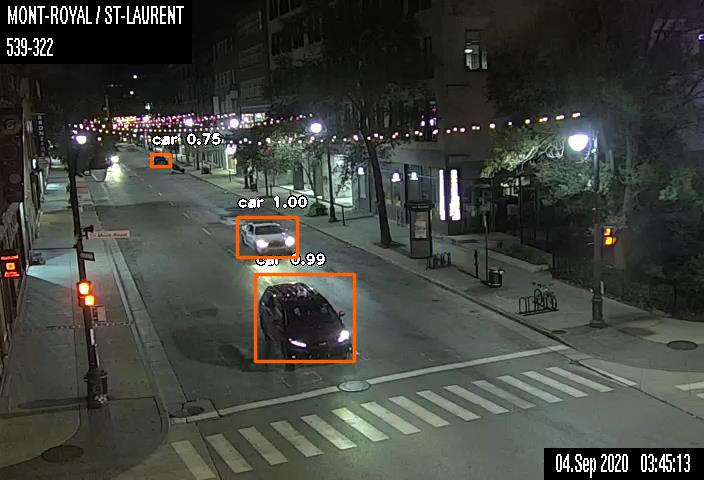 MONT-ROYAL / ST-LAURENT
539-322
car 0.75
car 1.00
car 0.99
04.Sep 2020 03:45:13